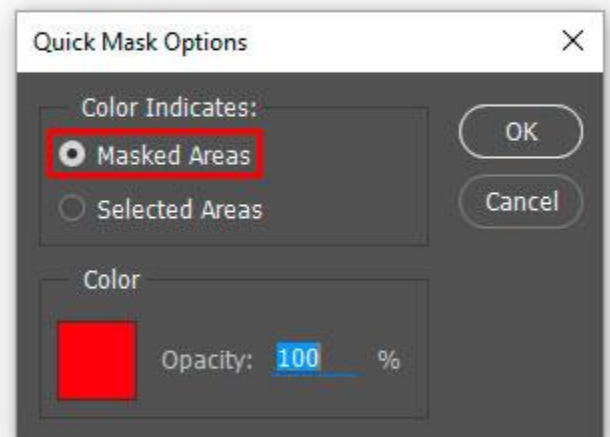 Quick Mask Options
Color Indicates:
Masked Areas
Selected Areas
OK
Cancel
Color
Opacity: 100 %